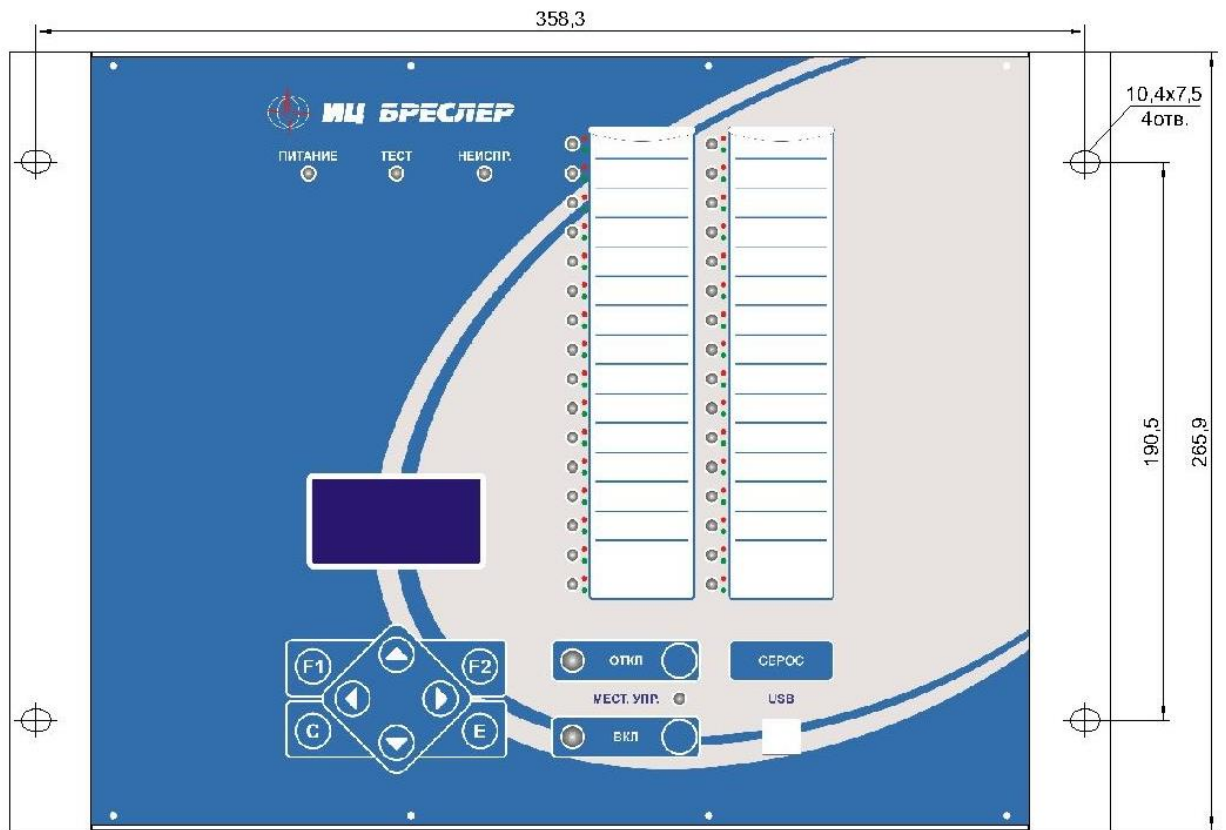 358,3
ИЦ БРЕСЛЕР
10,4х7,5
4отв.
ПИТАНИЕ ТЕСТ НЕИСПР.
190,5
265,9
F1 F2
ОТКЛ СБРОС
МЕСТ. УПР. USB
C E
ВКЛ